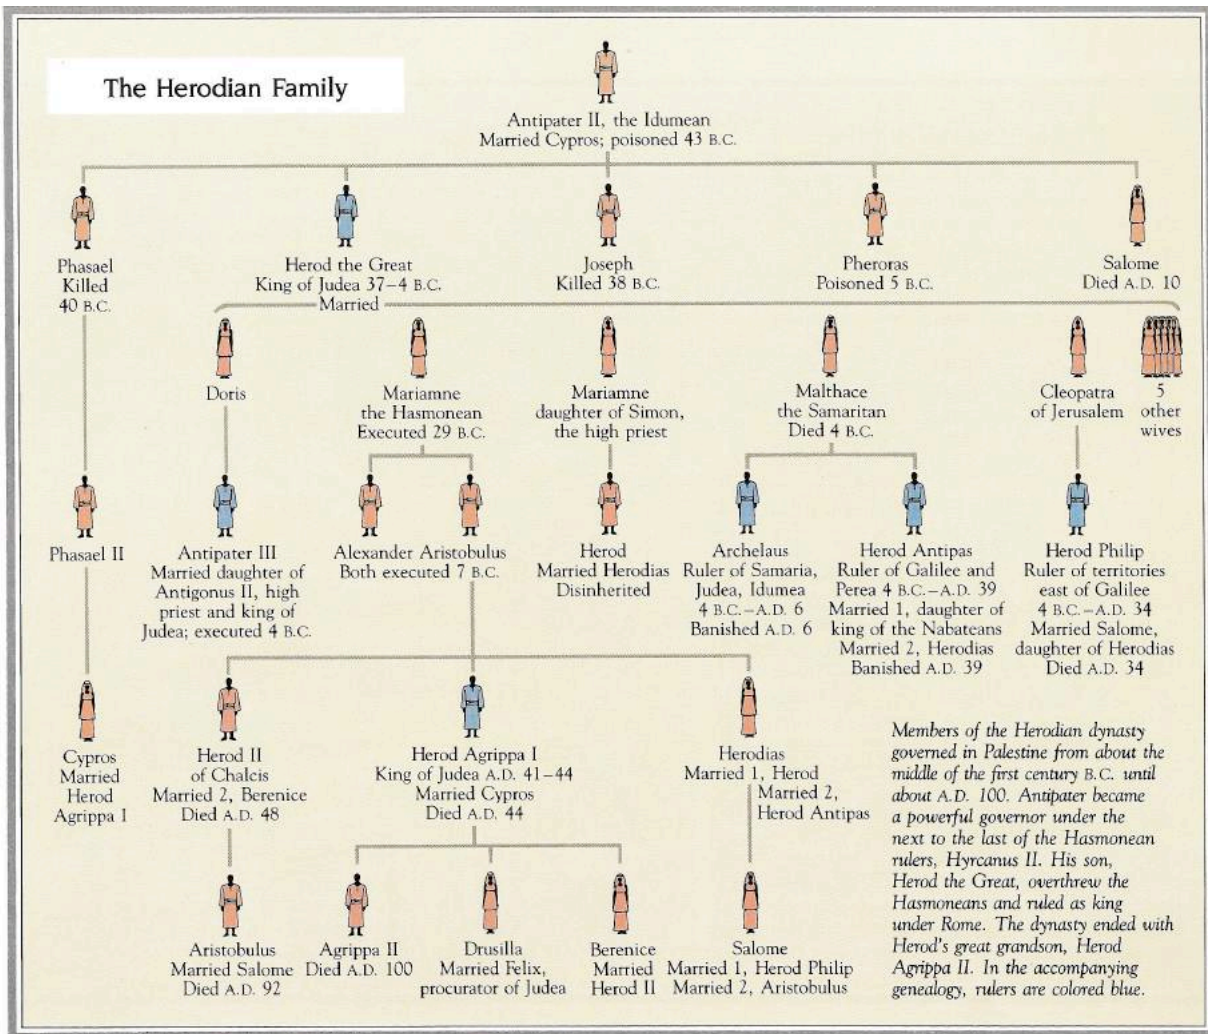 The Herodian Family
Antipater II, the Idumean
Married Cypros; poisoned 43 B.C.
Phasael
Killed
40 B.C.
Herod the Great
King of Judea 37–4 B.C.
Married
Joseph
Killed 38 B.C.
Pheroras
Poisoned 5 B.C.
Salome
Died A.D. 10
Doris
Mariamne
the Hasmonean
Executed 29 B.C.
Mariamne
daughter of Simon,
the high priest
Malthace
the Samaritan
Died 4 B.C.
Cleopatra
of Jerusalem
5
other
wives
Phasael II
Antipater III
Married daughter of
Antigonus II, high
priest and king of
Judea; executed 4 B.C.
Alexander Aristobulus
Both executed 7 B.C.
Herod
Married Herodias
Disinherited
Archelaus
Ruler of Samaria,
Judea, Idumea
4 B.C.–A.D. 6
Banished A.D. 6
Herod Antipas
Ruler of Galilee and
Perea 4 B.C.–A.D. 39
Married 1, daughter of
king of the Nabateans
Married 2, Herodias
Banished A.D. 39
Herod Philip
Ruler of territories
east of Galilee
4 B.C.–A.D. 34
Married Salome,
daughter of Herodias
Died A.D. 34
Cypros
Married
Herod
Agrippa I
Herod II
of Chalcis
Married 2, Berenice
Died A.D. 48
Herod Agrippa I
King of Judea A.D. 41–44
Married Cypros
Died A.D. 44
Herodias
Married 1, Herod
Married 2,
Herod Antipas
Aristobulus
Married Salome
Died A.D. 92
Agrippa II
Died A.D. 100
Drusilla
Married Felix,
procurator of Judea
Berenice
Married
Herod II
Salome
Married 1, Herod Philip
Married 2, Aristobulus
Members of the Herodian dynasty
governed in Palestine from about the
middle of the first century B.C. until
about A.D. 100. Antipater became
a powerful governor under the
next to the last of the Hasmonean
rulers, Hyrcanus II. His son,
Herod the Great, overthrew the
Hasmoneans and ruled as king
under Rome. The dynasty ended with
Herod's great grandson, Herod
Agrippa II. In the accompanying
genealogy, rulers are colored blue.